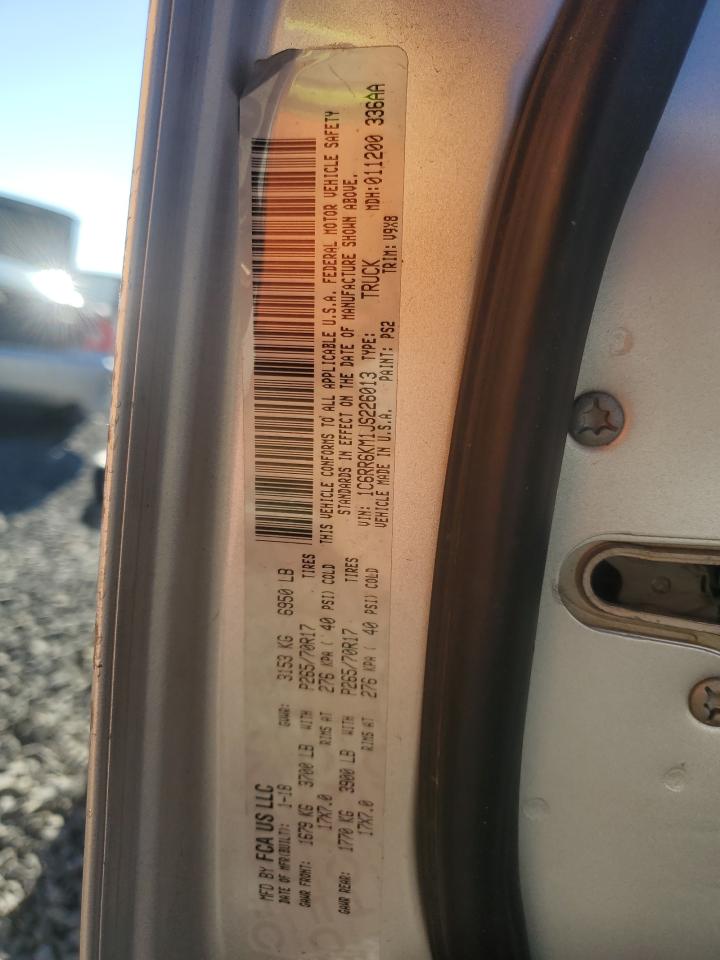 MFD BY FCA US LLC
DATE OF MFR(BUILT): 1-18 GVWR: 3153 KG 6950 LB
GAWR FRONT: 1679 KG 3700 LB WITH P265/70R17 TIRES
17X7.0 RIMS AT 276 KPA ( 40 PSI) COLD
GAWR REAR: 1770 KG 3900 LB WITH P265/70R17 TIRES
17X7.0 RIMS AT 276 KPA ( 40 PSI) COLD
THIS VEHICLE CONFORMS TO ALL APPLICABLE U.S.A. FEDERAL MOTOR VEHICLE SAFETY
STANDARDS IN EFFECT ON THE DATE OF MANUFACTURE SHOWN ABOVE.
VIN: 1C6RR6KM1JS226013 TYPE: TRUCK MDH:011200 336AA
VEHICLE MADE IN U.S.A. PAINT: PS2 TRIM: V9X8